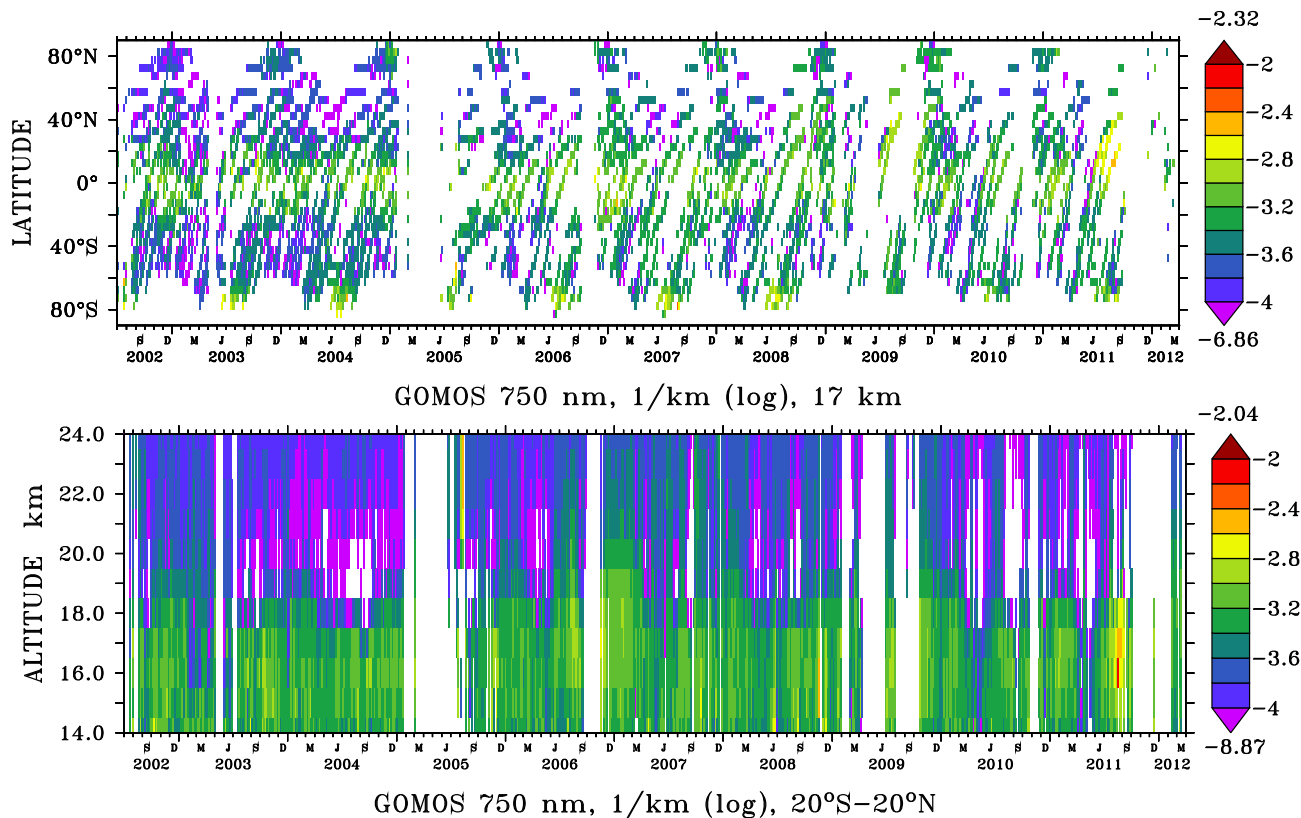 −2.32
80°N
40°N
0°
40°S
80°S
LATITUDE
−2
−2.4
−2.8
−3.2
−3.6
−4
−6.86
S D M J S D M J S D M J S D M J S D M J S D M J S D M J S D M J S D M J S D M
2002 2003 2004 2005 2006 2007 2008 2009 2010 2011 2012
GOMOS 750 nm, 1/km (log), 17 km
−2.04
24.0
22.0
20.0
18.0
16.0
14.0
ALTITUDE km
−2
−2.4
−2.8
−3.2
−3.6
−4
−8.87
S D M J S D M J S D M J S D M J S D M J S D M J S D M J S D M J S D M J S D M
2002 2003 2004 2005 2006 2007 2008 2009 2010 2011 2012
GOMOS 750 nm, 1/km (log), 20°S−20°N